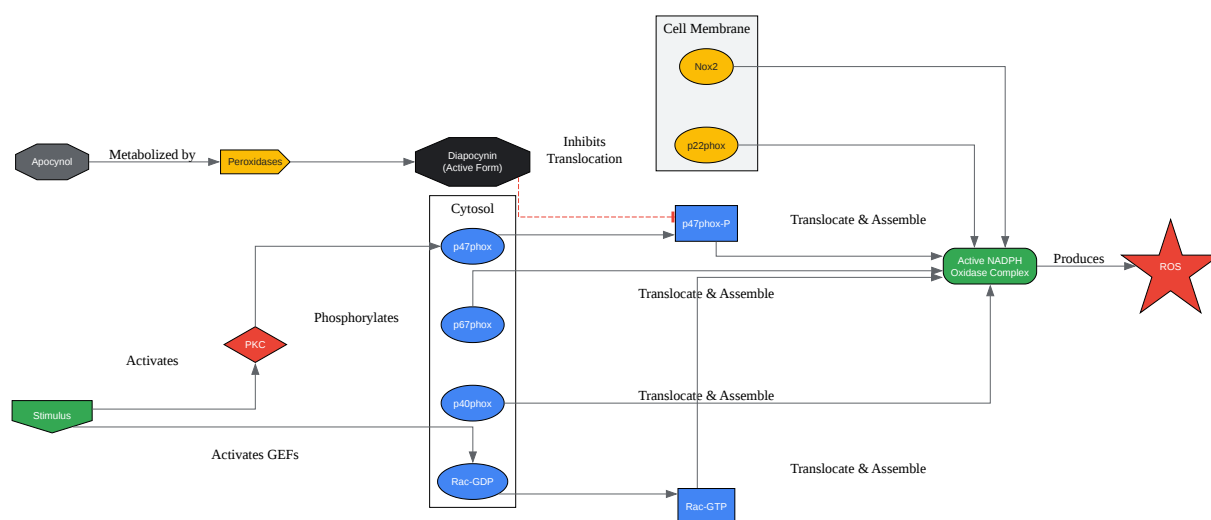 Cell Membrane
Nox2
p22phox
Apocynol
Metabolized by
Peroxidases
Diapocynin
(Active Form)
Inhibits
Translocation
Cytosol
p47phox
p47phox-P
Translocate & Assemble
Active NADPH
Oxidase Complex
Produces
ROS
Translocate & Assemble
p67phox
Phosphorylates
PKC
Activates
p40phox
Translocate & Assemble
Stimulus
Activates GEFs
Rac-GDP
Translocate & Assemble
Rac-GTP